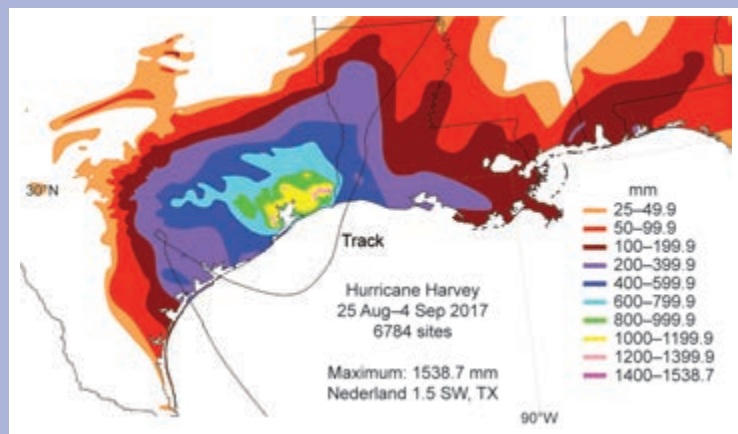 30°N
Track
Hurricane Harvey
25 Aug–4 Sep 2017
6784 sites
Maximum: 1538.7 mm
Nederland 1.5 SW, TX
mm
25–49.9
50–99.9
100–199.9
200–399.9
400–599.9
600–799.9
800–999.9
1000–1199.9
1200–1399.9
1400–1538.7
90°W